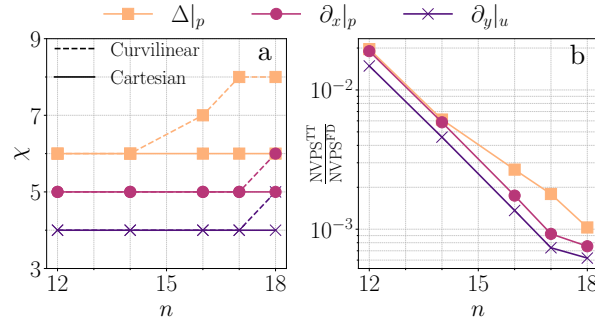 Δ|p ∂x|p ∂y|u
9
7
5
3
χ
Curvilinear
Cartesian
a
12
15
18
n
b
NVPS^TT
NVPS^FD
10^−2
10^−3
12
15
18
n